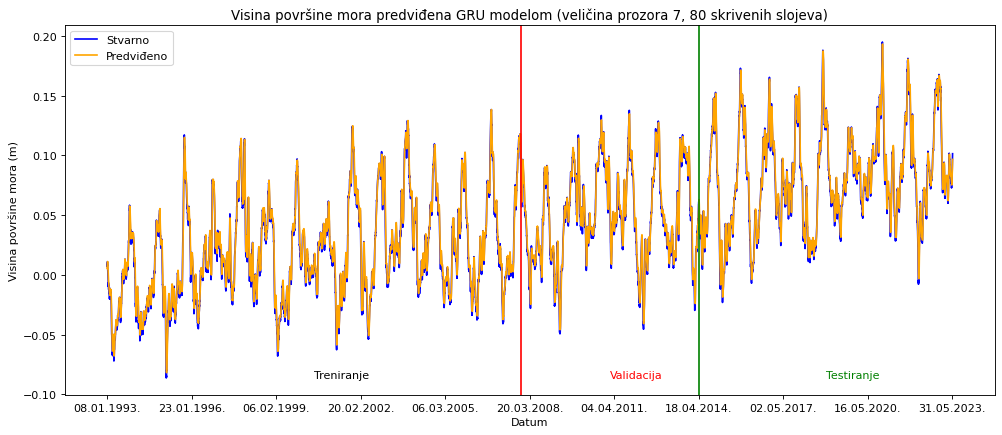 Visina površine mora predviđena GRU modelom (veličina prozora 7, 80 skrivenih slojeva)
Stvarno
Predviđeno
Visina površine mora (m)
0.20
0.15
0.10
0.05
0.00
−0.05
−0.10
Treniranje
Validacija
Testiranje
08.01.1993.
23.01.1996.
06.02.1999.
20.02.2002.
06.03.2005.
20.03.2008.
04.04.2011.
18.04.2014.
02.05.2017.
16.05.2020.
31.05.2023.
Datum